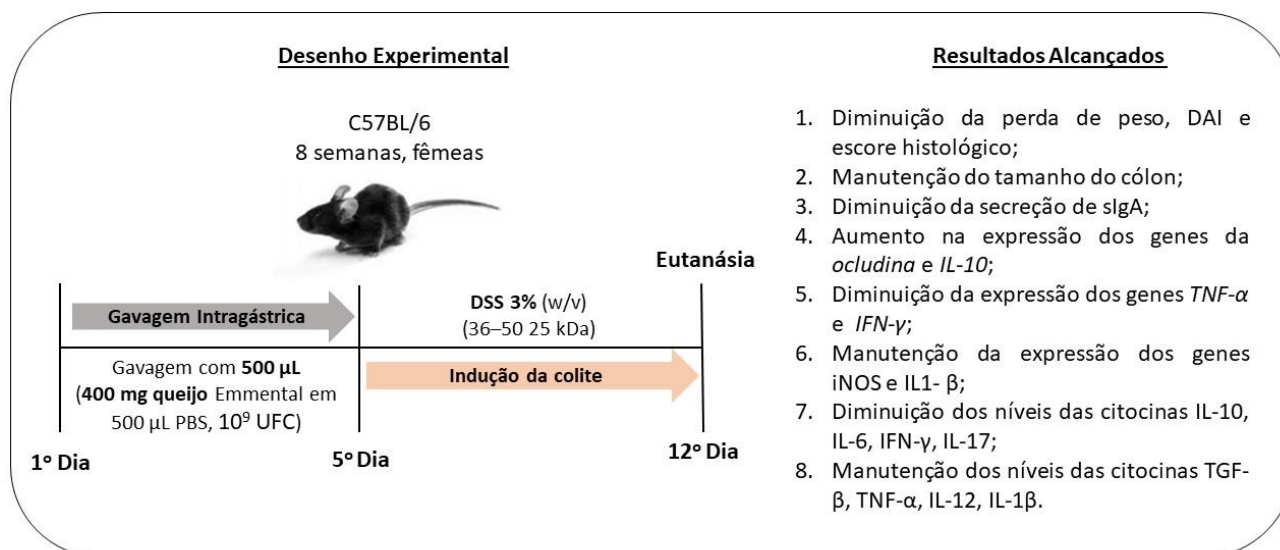 Desenho Experimental
C57BL/6
8 semanas, fêmeas
Eutanásia
Gavagem Intragástrica
DSS 3% (w/v)
(36–50 25 kDa)
Gavagem com 500 µL
(400 mg queijo Emmental em
500 µL PBS, 10⁹ UFC)
Indução da colite
1º Dia
5º Dia
12º Dia
Resultados Alcançados
1. Diminuição da perda de peso, DAI e
escore histológico;
2. Manutenção do tamanho do cólon;
3. Diminuição da secreção de sIgA;
4. Aumento na expressão dos genes da
ocludina e IL-10;
5. Diminuição da expressão dos genes TNF-α
e IFN-γ;
6. Manutenção da expressão dos genes
iNOS e IL1- β;
7. Diminuição dos níveis das citocinas IL-10,
IL-6, IFN-γ, IL-17;
8. Manutenção dos níveis das citocinas TGF-
β, TNF-α, IL-12, IL-1β.